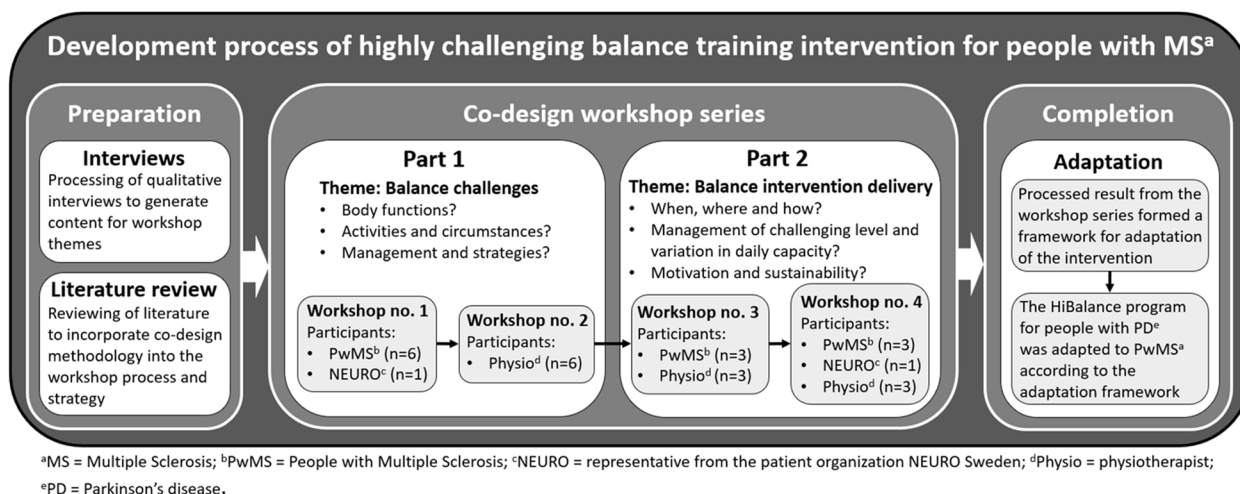 Development process of highly challenging balance training intervention for people with MSᵃ
Preparation
Interviews
Processing of qualitative
interviews to generate
content for workshop
themes
Literature review
Reviewing of literature
to incorporate co-design
methodology into the
workshop process and
strategy
Co-design workshop series
Part 1
Theme: Balance challenges
• Body functions?
• Activities and circumstances?
• Management and strategies?
Workshop no. 1
Participants:
• PwMSᵇ (n=6)
• NEUROᶜ (n=1)
Workshop no. 2
Participants:
• Physioᵈ (n=6)
Part 2
Theme: Balance intervention delivery
• When, where and how?
• Management of challenging level and
variation in daily capacity?
• Motivation and sustainability?
Workshop no. 3
Participants:
• PwMSᵇ (n=3)
• Physioᵈ (n=3)
Workshop no. 4
Participants:
• PwMSᵇ (n=3)
• NEUROᶜ (n=1)
• Physioᵈ (n=3)
Completion
Adaptation
Processed result from the
workshop series formed a
framework for adaptation
of the intervention
The HiBalance program
for people with PDᵉ
was adapted to PwMSᵃ
according to the
adaptation framework
ᵃMS = Multiple Sclerosis; ᵇPwMS = People with Multiple Sclerosis; ᶜNEURO = representative from the patient organization NEURO Sweden; ᵈPhysio = physiotherapist;
ᵉPD = Parkinson's disease.